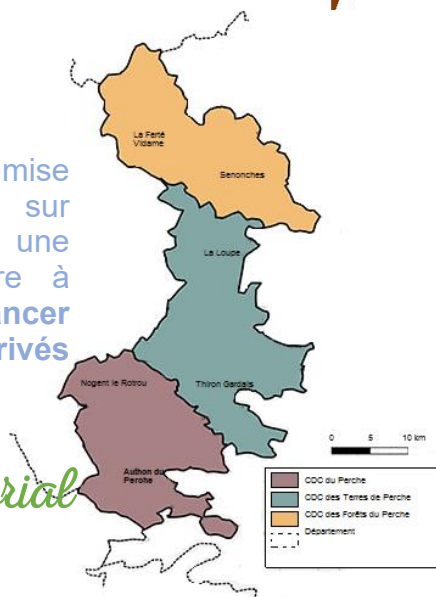 La Ferté
Vidame
Senonches
mise
sur
une
re à
ancer
rivés
La Loupe
Nogent le Rotrou
Thiron Gardais
Authon du
Perche
rial
0 5 10 km
CDC du Perche
CDC des Terres de Perche
CDC des Forêts du Perche
Département